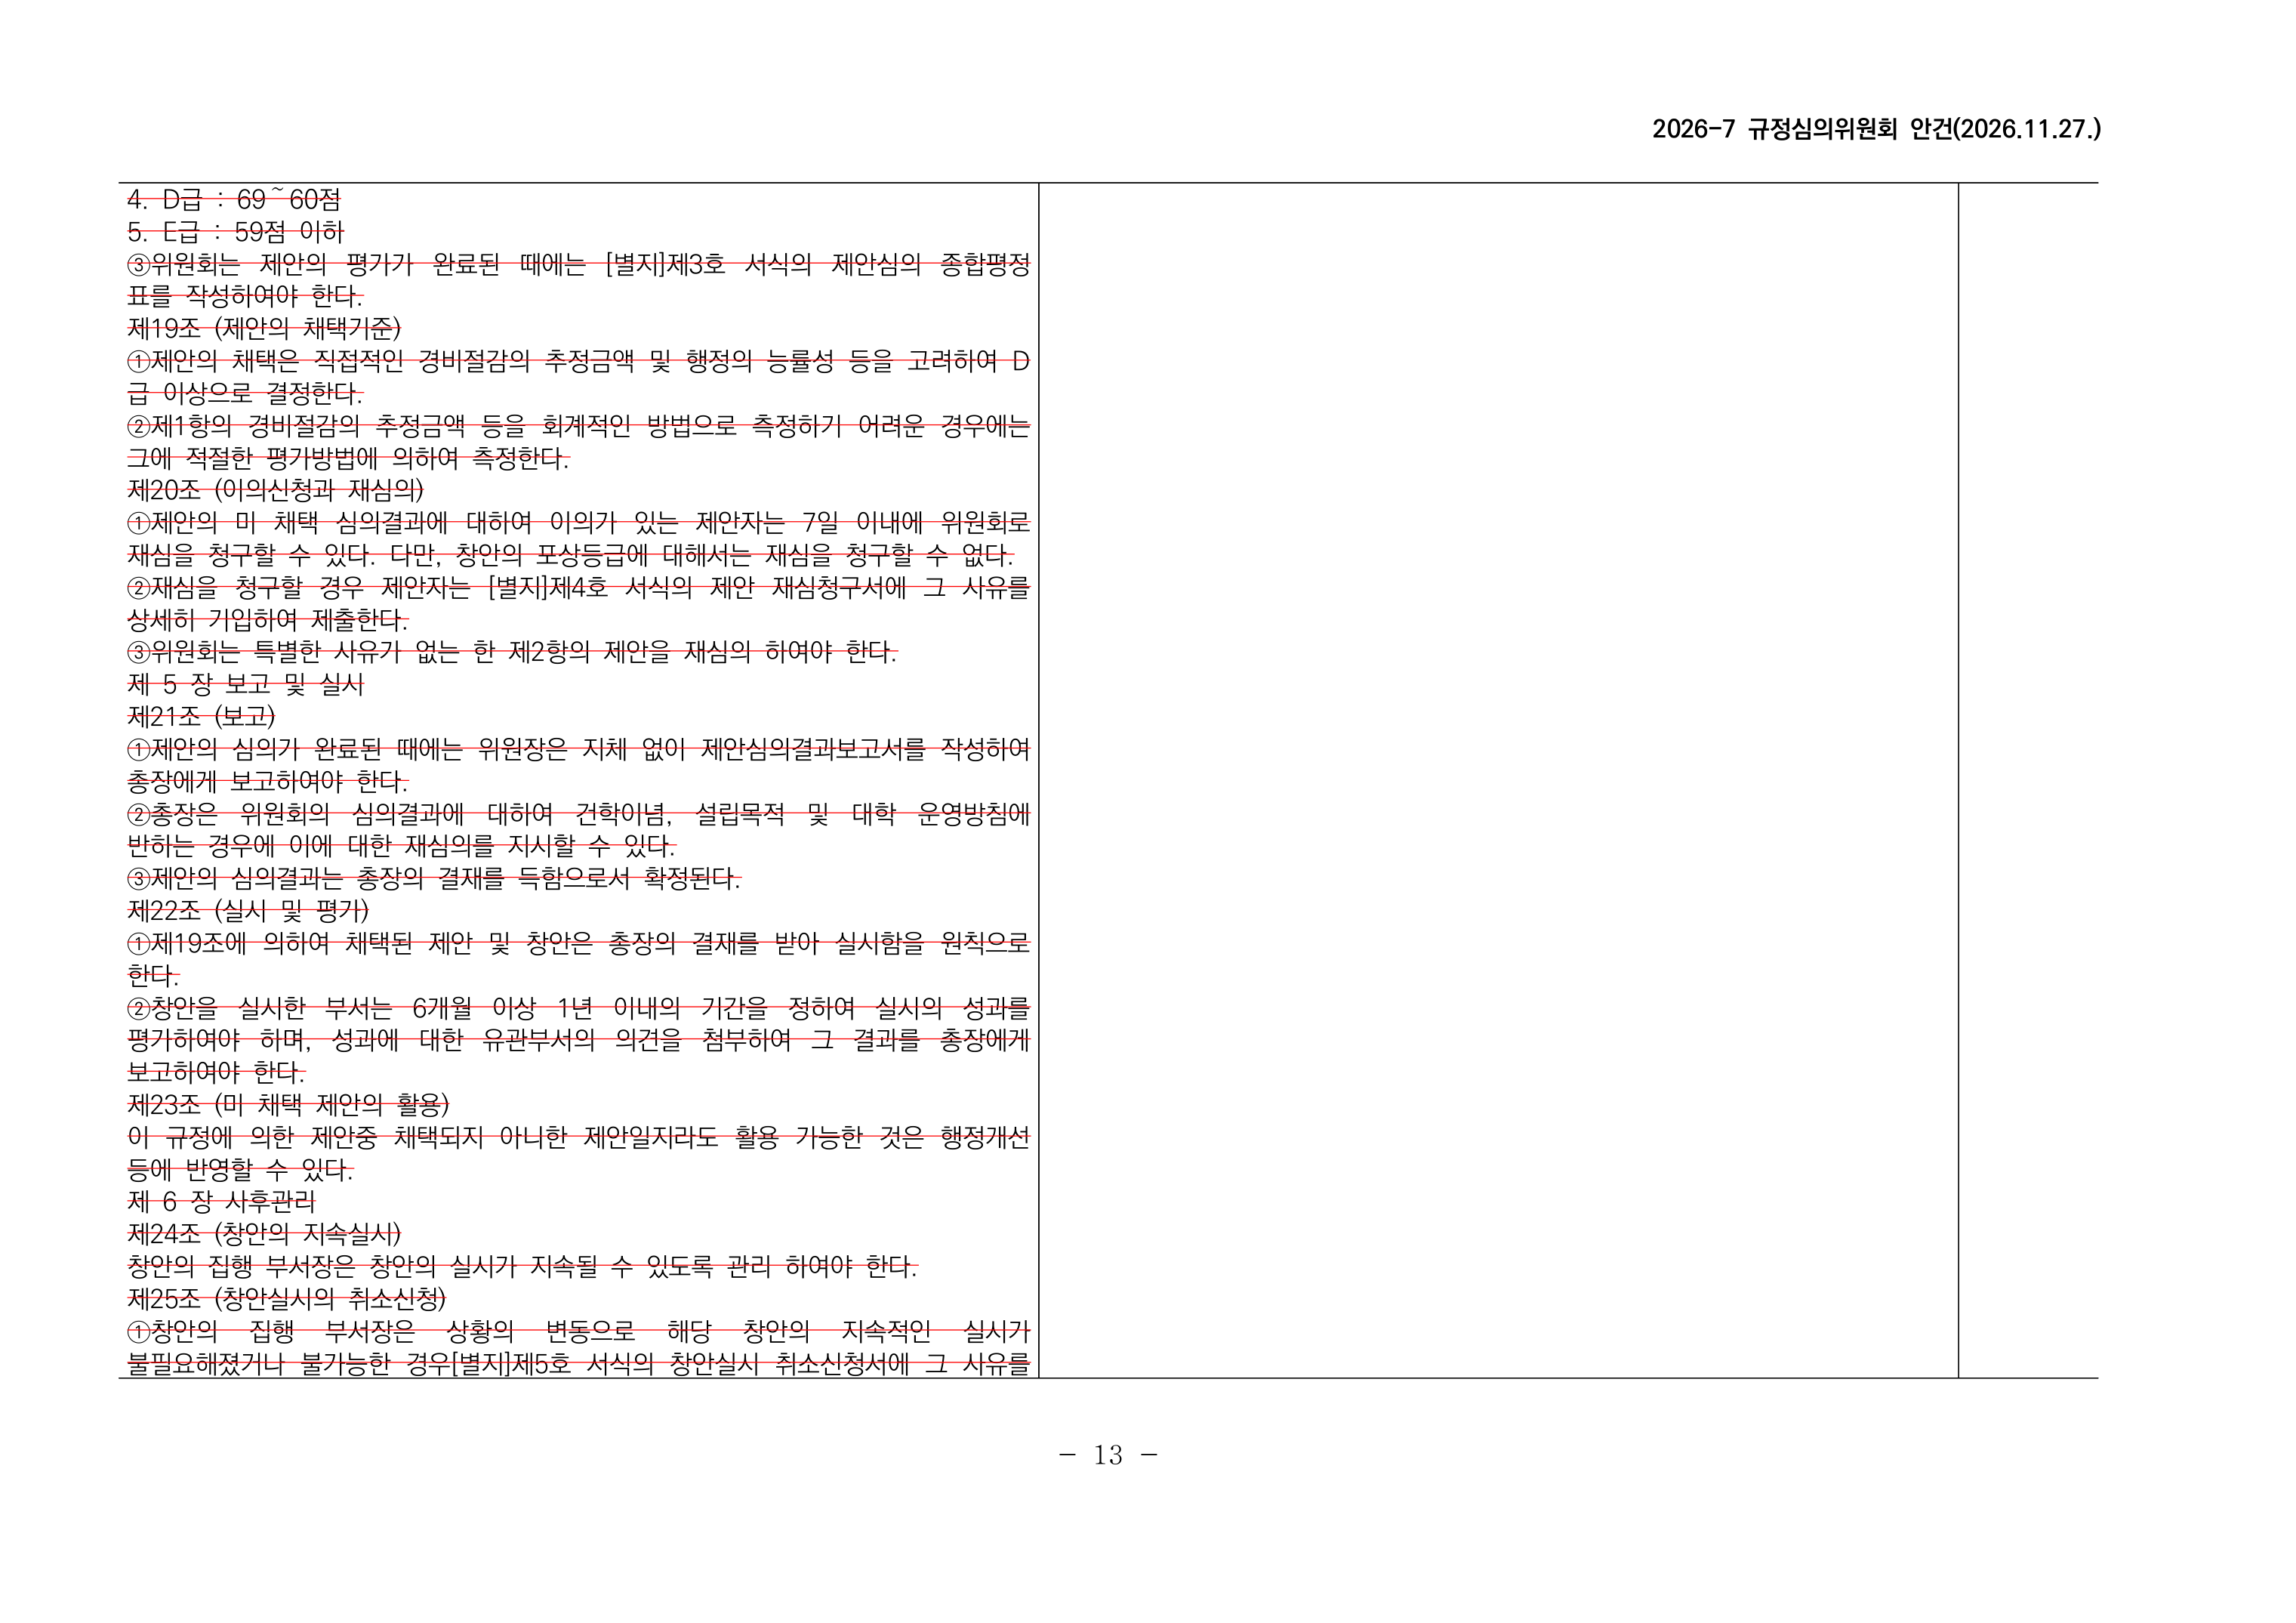 2026-7 규정심의위원회 안건(2026.11.27.)
4. D급 : 69~60점
5. E급 : 59점 이하
③위원회는 제안의 평가가 완료된 때에는 [별지]제3호 서식의 제안심의 종합평정
표를 작성하여야 한다.
제19조 (제안의 채택기준)
①제안의 채택은 직접적인 경비절감의 추정금액 및 행정의 능률성 등을 고려하여 D
급 이상으로 결정한다.
②제1항의 경비절감의 추정금액 등을 회계적인 방법으로 측정하기 어려운 경우에는
그에 적절한 평가방법에 의하여 측정한다.
제20조 (이의신청과 재심의)
①제안의 미 채택 심의결과에 대하여 이의가 있는 제안자는 7일 이내에 위원회로
재심을 청구할 수 있다. 다만, 창안의 포상등급에 대해서는 재심을 청구할 수 없다.
②재심을 청구할 경우 제안자는 [별지]제4호 서식의 제안 재심청구서에 그 사유를
상세히 기입하여 제출한다.
③위원회는 특별한 사유가 없는 한 제2항의 제안을 재심의 하여야 한다.
제 5 장 보고 및 실시
제21조 (보고)
①제안의 심의가 완료된 때에는 위원장은 지체 없이 제안심의결과보고서를 작성하여
총장에게 보고하여야 한다.
②총장은 위원회의 심의결과에 대하여 건학이념, 설립목적 및 대학 운영방침에
반하는 경우에 이에 대한 재심의를 지시할 수 있다.
③제안의 심의결과는 총장의 결재를 득함으로서 확정된다.
제22조 (실시 및 평가)
①제19조에 의하여 채택된 제안 및 창안은 총장의 결재를 받아 실시함을 원칙으로
한다.
②창안을 실시한 부서는 6개월 이상 1년 이내의 기간을 정하여 실시의 성과를
평가하여야 하며, 성과에 대한 유관부서의 의견을 첨부하여 그 결과를 총장에게
보고하여야 한다.
제23조 (미 채택 제안의 활용)
이 규정에 의한 제안중 채택되지 아니한 제안일지라도 활용 가능한 것은 행정개선
등에 반영할 수 있다.
제 6 장 사후관리
제24조 (창안의 지속실시)
창안의 집행 부서장은 창안의 실시가 지속될 수 있도록 관리 하여야 한다.
제25조 (창안실시의 취소신청)
①창안의 집행 부서장은 상황의 변동으로 해당 창안의 지속적인 실시가
불필요해졌거나 불가능한 경우[별지]제5호 서식의 창안실시 취소신청서에 그 사유를
- 13 -